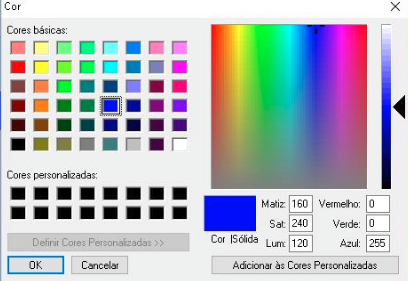 Cor
Cores básicas:
Cores personalizadas:
Definir Cores Personalizadas >>
OK
Cancelar
Cor |Sólida
Matiz: 160
Sat: 240
Lum: 120
Vermelho: 0
Verde: 0
Azul: 255
Adicionar às Cores Personalizadas